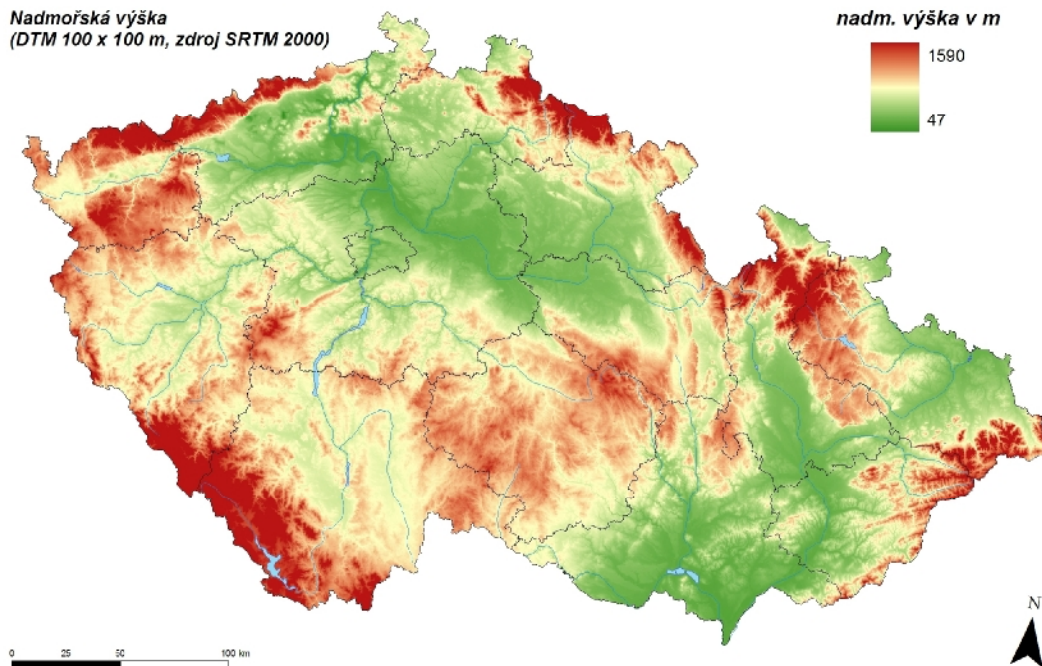 Nadmořská výška
(DTM 100 x 100 m, zdroj SRTM 2000)
nadm. výška v m
1590
47
N
0 25 50 100 km